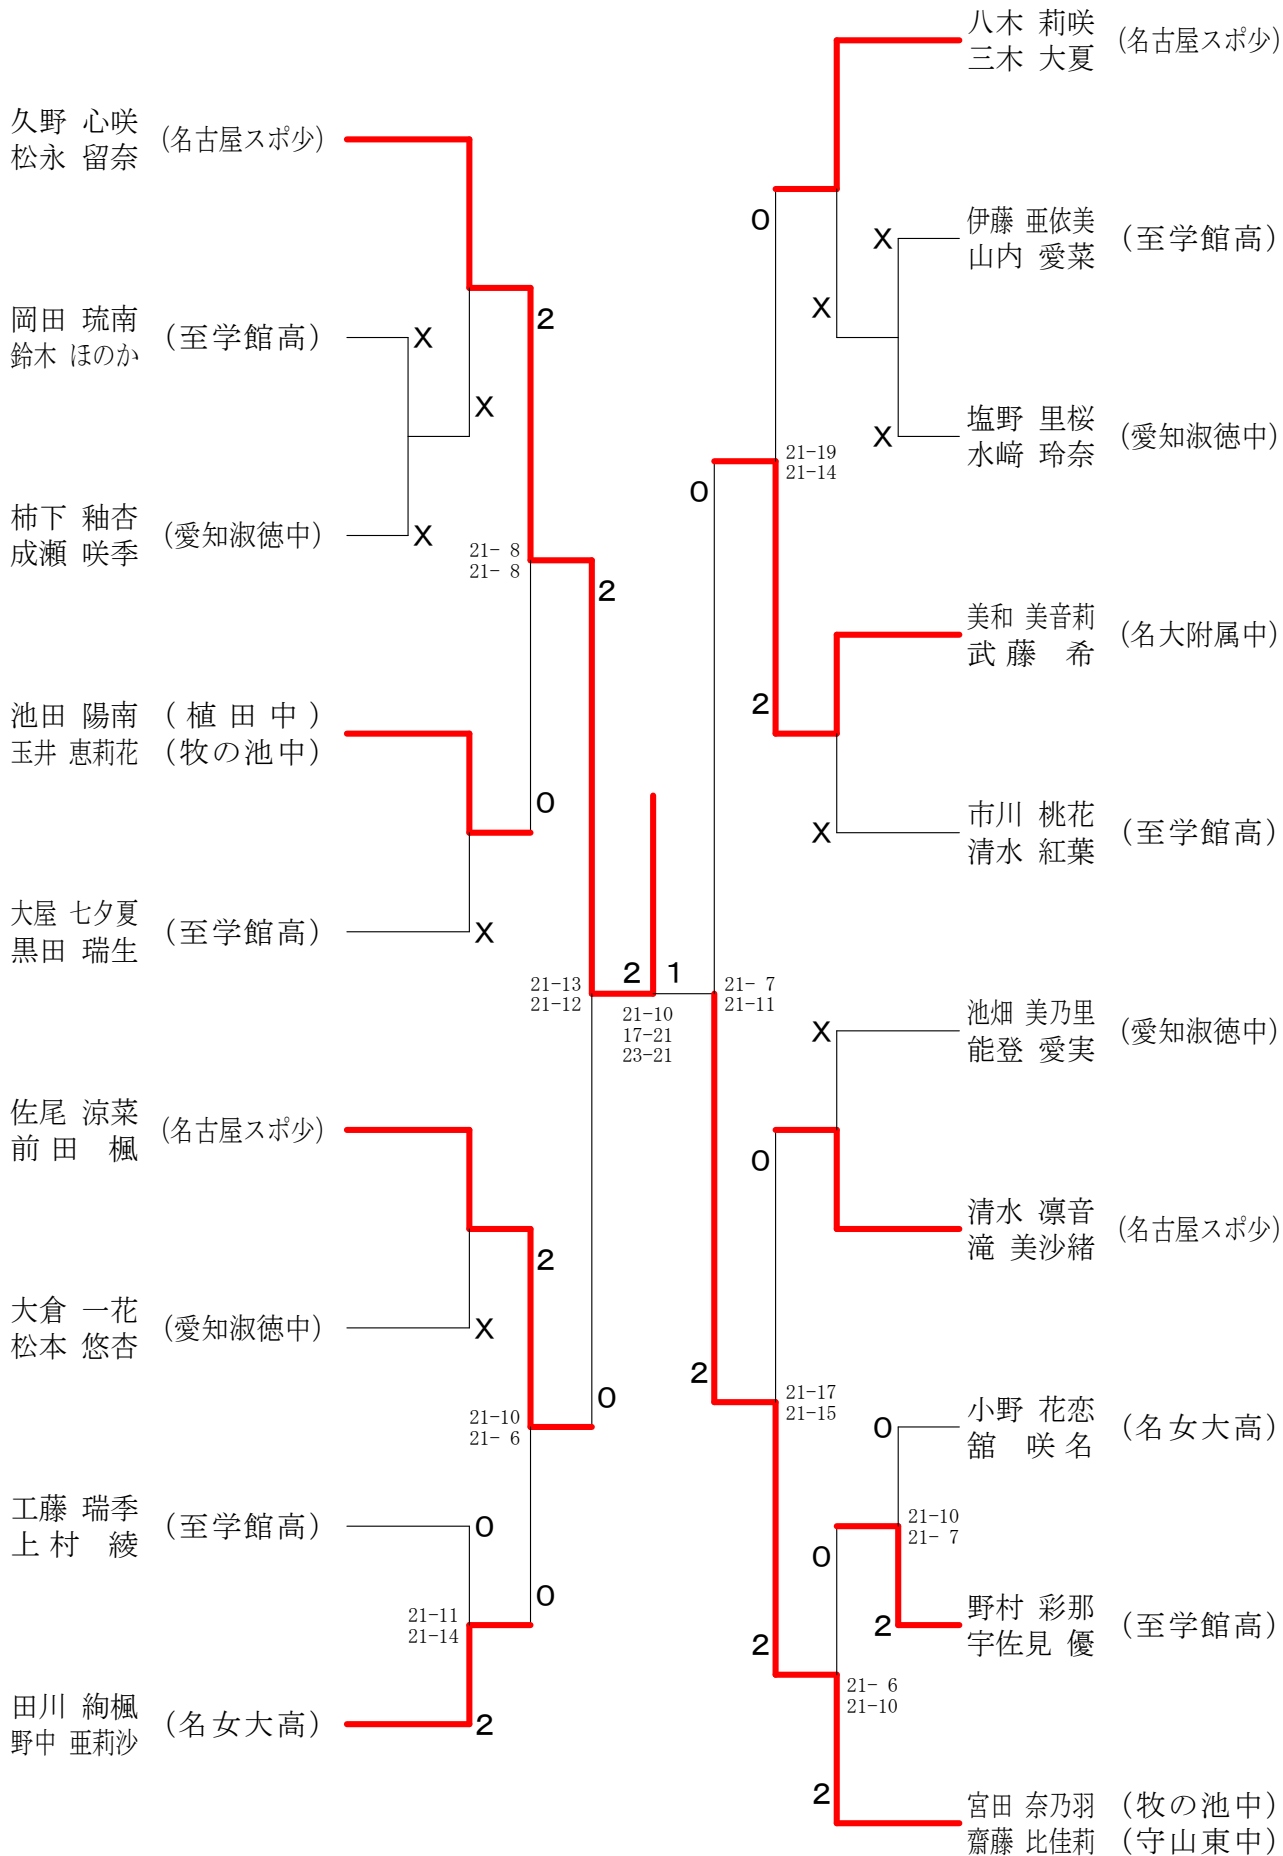 久野 心咲 (名古屋スポ少)
松永 留奈
2
岡田 琉南 (至学館高)
鈴木 ほのか
X
X
柿下 釉杏 (愛知淑徳中)
成瀬 咲季
X
21- 8
21- 8
2
池田 陽南 (植田中)
玉井 恵莉花 (牧の池中)
0
大屋 七夕夏 (至学館高)
黒田 瑞生
X
21-13
21-12
佐尾 涼菜 (名古屋スポ少)
前田 楓
2
大倉 一花 (愛知淑徳中)
松本 悠杏
X
0
21-10
21- 6
工藤 瑞季 (至学館高)
上村 綾
0
0
21-11
21-14
田川 絢楓 (名女大高)
野中 亜莉沙
2
2 1
21-10
17-21
23-21
八木 莉咲 (名古屋スポ少)
三木 大夏
0
伊藤 亜依美 (至学館高)
山内 愛菜
X
X
塩野 里桜 (愛知淑徳中)
水﨑 玲奈
X
21-19
21-14
0
美和 美音莉 (名大附属中)
武藤 希
2
市川 桃花 (至学館高)
清水 紅葉
X
21- 7
21-11
池畑 美乃里 (愛知淑徳中)
能登 愛実
X
0
清水 凛音 (名古屋スポ少)
滝 美沙緒
2
21-17
21-15
小野 花恋 (名女大高)
舘 咲名
0
21-10
21- 7
0
野村 彩那 (至学館高)
宇佐見 優
2
2
21- 6
21-10
2
宮田 奈乃羽 (牧の池中)
齋藤 比佳莉 (守山東中)